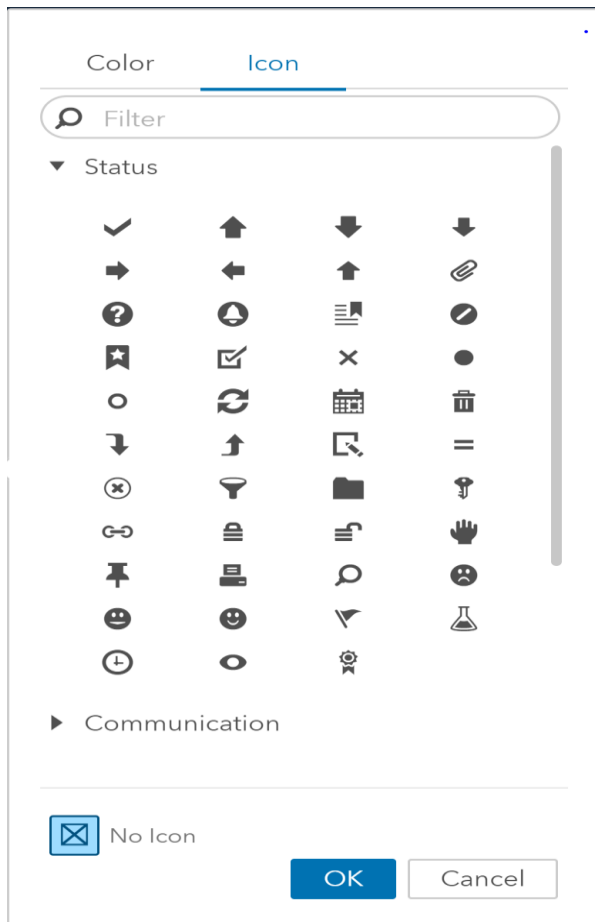 Color Icon
Filter
Status
Communication
No Icon
OK Cancel